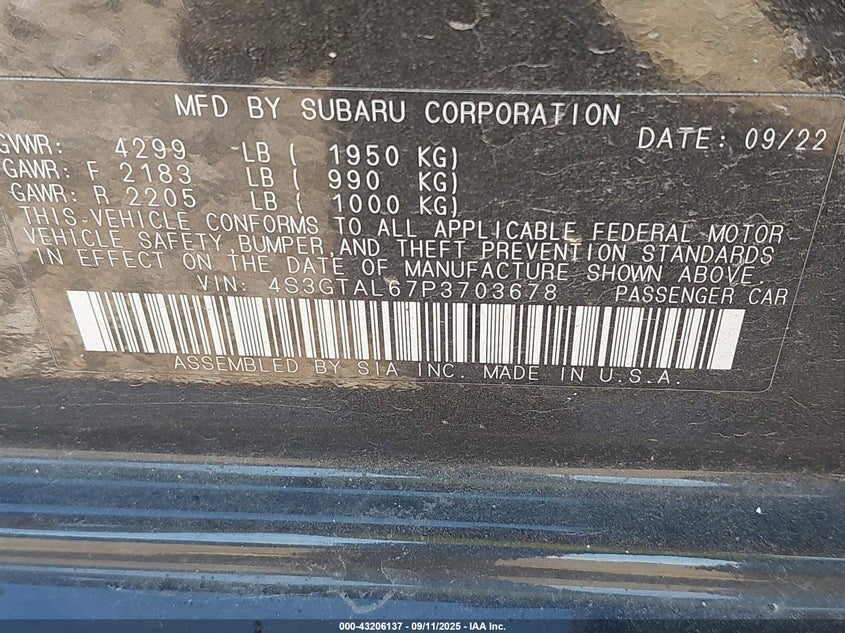 MFD BY SUBARU CORPORATION
DATE: 09/22
GVWR: 4299 LB ( 1950 KG)
GAWR: F 2183 LB ( 990 KG)
GAWR: R 2205 LB ( 1000 KG)
THIS VEHICLE CONFORMS TO ALL APPLICABLE FEDERAL MOTOR
VEHICLE SAFETY, BUMPER, AND THEFT PREVENTION STANDARDS
IN EFFECT ON THE DATE OF MANUFACTURE SHOWN ABOVE.
VIN: 4S3GTAL67P3703678 PASSENGER CAR
ASSEMBLED BY SIA INC. MADE IN U.S.A.
000-43206137 - 09/11/2025 - IAA Inc.